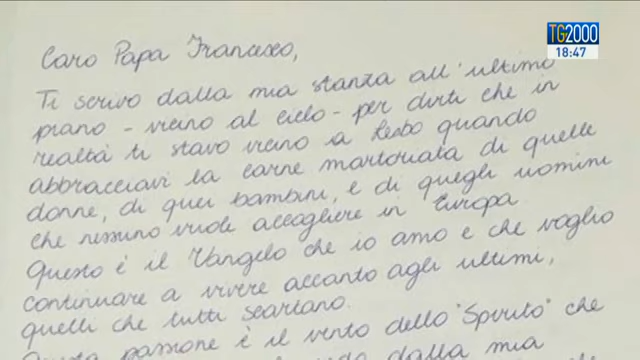 TG2000
18:47
Caro Papa Francesco,
Ti scrivo dalla mia stanza all'ultimo
piano - vicino al cielo - per dirti che in
realtà ti stavo vicino a Lesbo quando
abbracciavi la carne martoriata di quelle
donne, di quei bambini, e di quegli uomini
che nessuno vuole accogliere in Europa.
Questo è il Vangelo che io amo e che voglio
continuare a vivere accanto agli ultimi,
quelli che tutti scartano.
Questa passione è il vento dello "Spirito" che
dalla mia